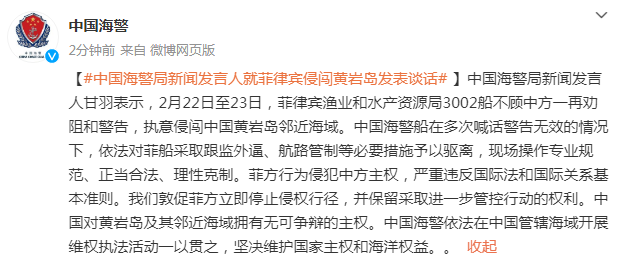 中国海警
2分钟前 来自 微博网页版
【#中国海警局新闻发言人就菲律宾侵闯黄岩岛发表谈话# 】中国海警局新闻发言
人甘羽表示，2月22日至23日，菲律宾渔业和水产资源局3002船不顾中方一再劝
阻和警告，执意侵闯中国黄岩岛邻近海域。中国海警船在多次喊话警告无效的情况
下，依法对菲船采取跟监外逼、航路管制等必要措施予以驱离，现场操作专业规
范、正当合法、理性克制。菲方行为侵犯中方主权，严重违反国际法和国际关系基
本准则。我们敦促菲方立即停止侵权行径，并保留采取进一步管控行动的权利。中
国对黄岩岛及其邻近海域拥有无可争辩的主权。中国海警依法在中国管辖海域开展
维权执法活动一以贯之，坚决维护国家主权和海洋权益。。 收起